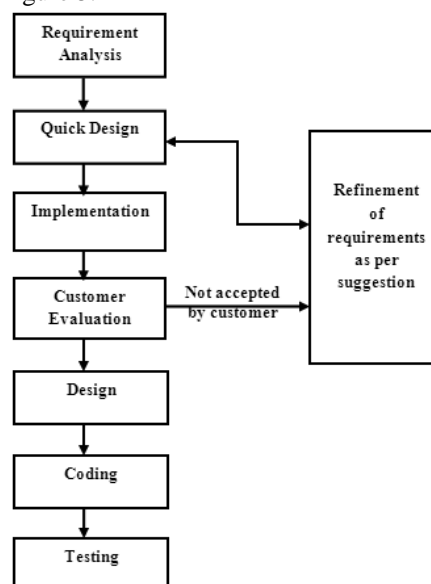 Requirement
Analysis
Quick Design
Implementation
Customer
Evaluation
Not accepted
by customer
Refinement
of
requirements
as per
suggestion
Design
Coding
Testing